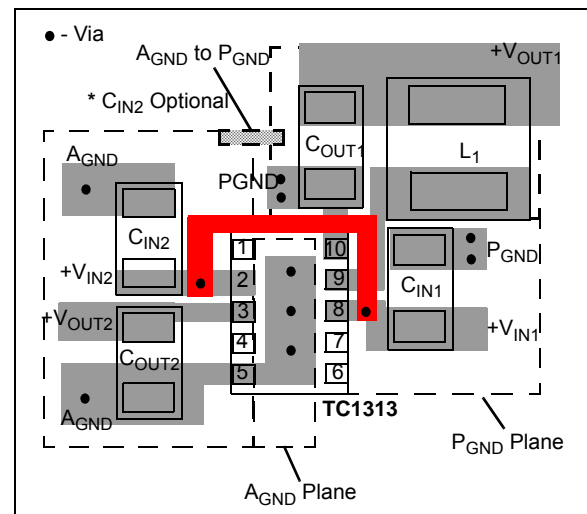 - Via
AGND to PGND
+VOUT1
* CIN2 Optional
AGND
COUT1
L1
PGND
CIN2
1
10
PGND
+VIN2
2
9
CIN1
+VOUT2
3
8
+VIN1
COUT2
4
7
5
6
AGND
TC1313
PGND Plane
AGND Plane